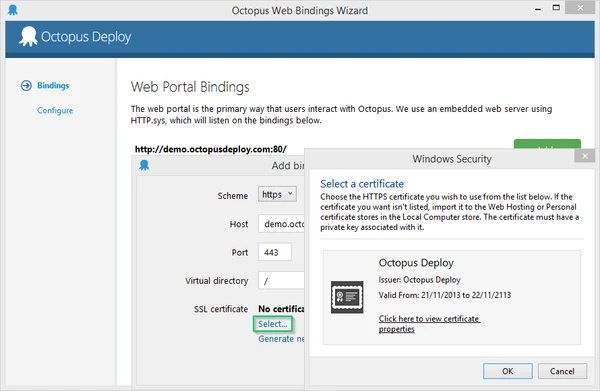 Octopus Web Bindings Wizard
Octopus Deploy
Bindings
Configure
Web Portal Bindings
The web portal is the primary way that users interact with Octopus. We use an embedded web server using
HTTP.sys, which will listen on the bindings below.
http://demo.octopusdeploy.com:80/
Add bin
Scheme
https
Host
demo.octo
Port
443
Virtual directory
/
SSL certificate
No certifica
Select...
Generate ne
Windows Security
Select a certificate
Choose the HTTPS certificate you wish to use from the list below. If the
certificate you want isn't listed, import it to the Web Hosting or Personal
certificate stores in the Local Computer store. The certificate must have a
private key associated with it.
Octopus Deploy
Issuer: Octopus Deploy
Valid From: 21/11/2013 to 22/11/2113
Click here to view certificate
properties
OK
Cancel